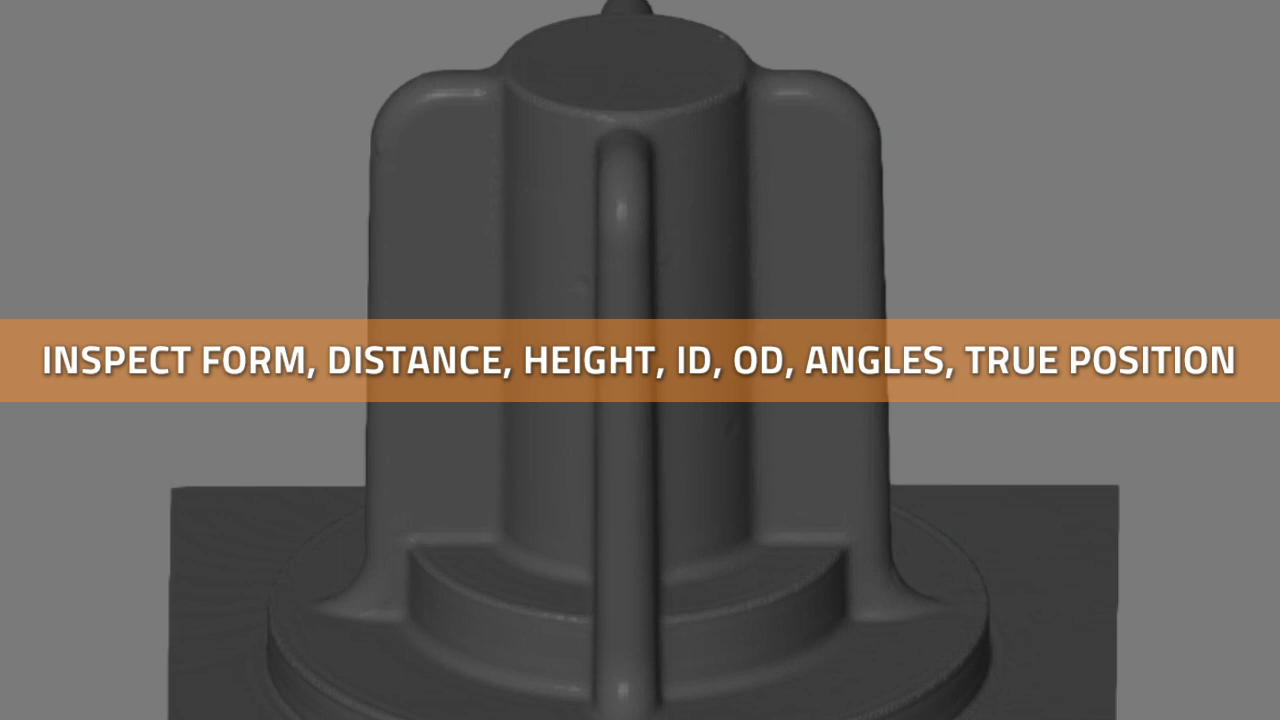 INSPECT FORM, DISTANCE, HEIGHT, ID, OD, ANGLES, TRUE POSITION